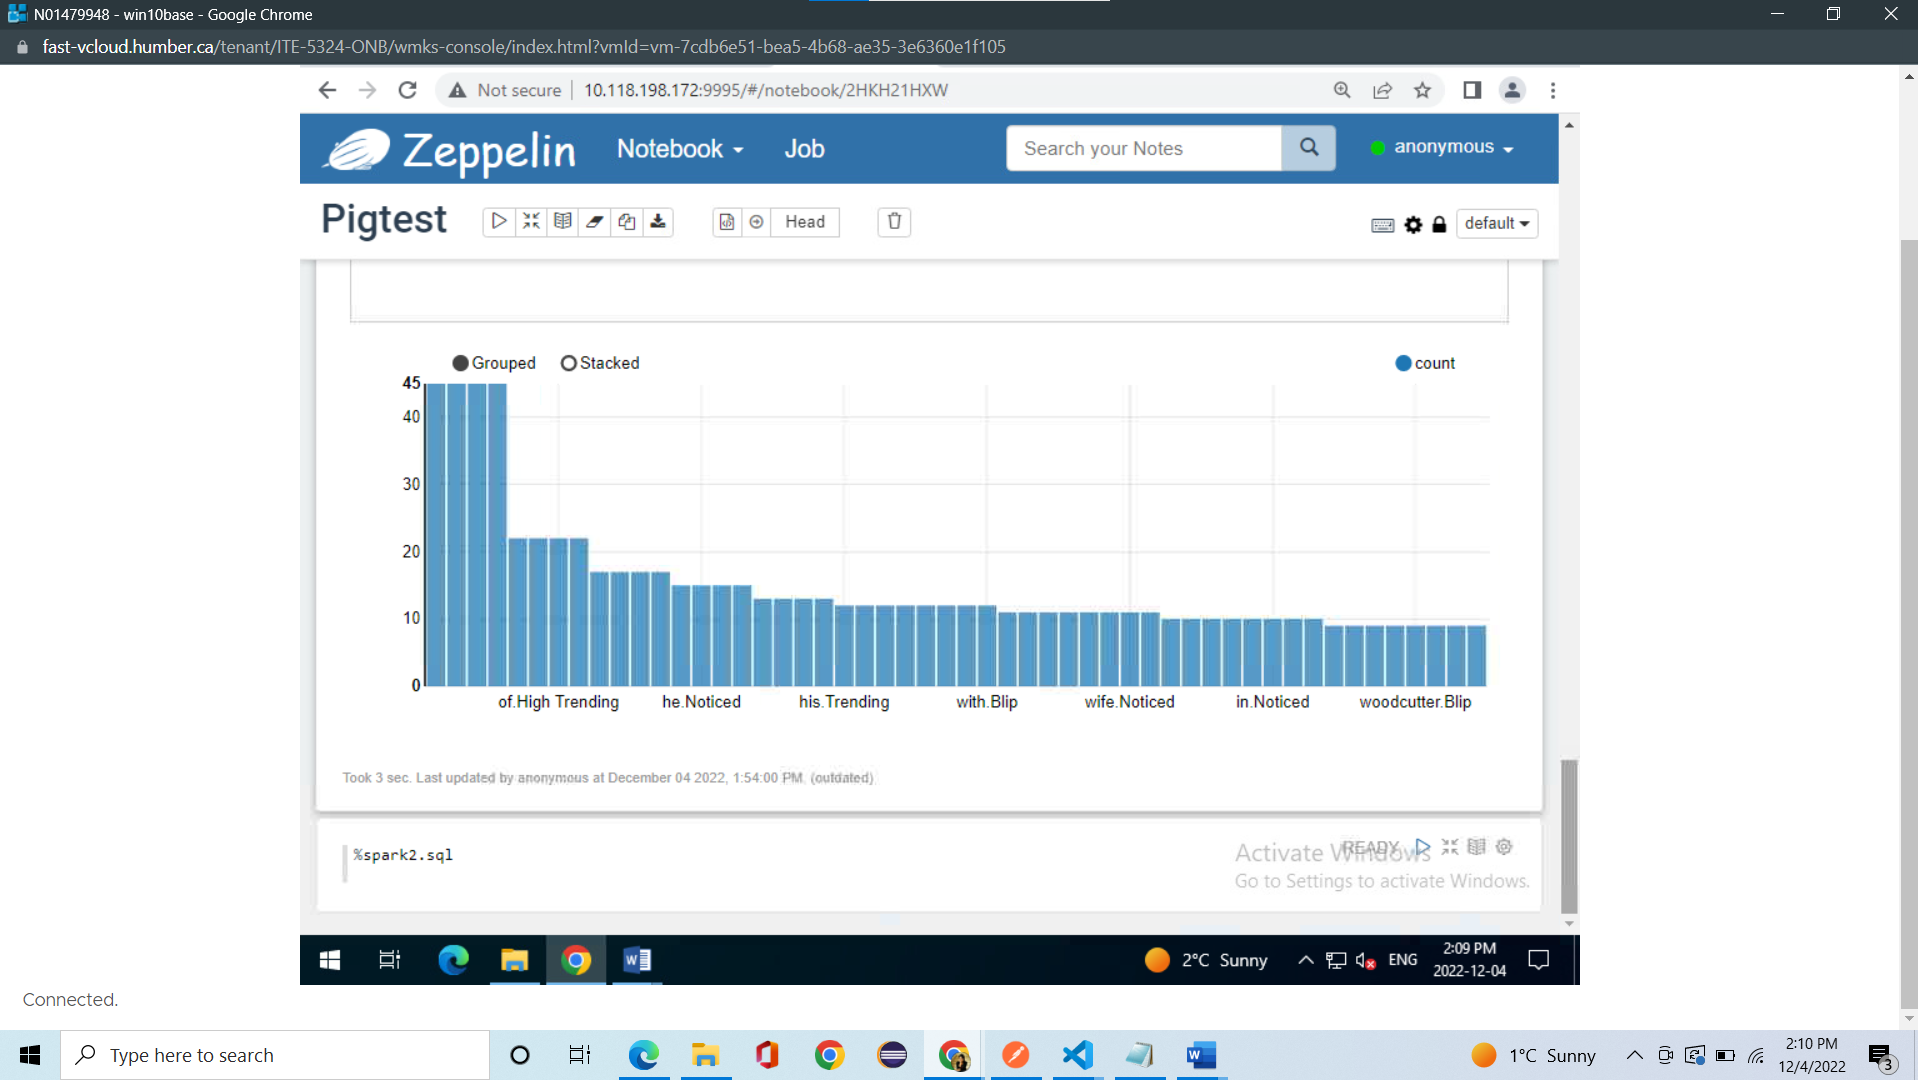 N01479948 - win10base - Google Chrome
fast-vcloud.humber.ca/tenant/ITE-5324-ONB/wmks-console/index.html?vmId=vm-7cdb6e51-bea5-4b68-ae35-3e6360e1f105
Not secure 10.118.198.172:9995/#/notebook/2HKH21HXW
Zeppelin Notebook Job Search your Notes anonymous
Pigtest Head default
Grouped Stacked count
45
40
30
20
10
0
of.High Trending he.Noticed his.Trending with.Blip wife.Noticed in.Noticed woodcutter.Blip
Took 3 sec. Last updated by anonymous at December 04 2022, 1:54:00 PM. (outdated)
%spark2.sql
READY
Activate Windows
Go to Settings to activate Windows.
2°C Sunny ENG 2:09 PM
2022-12-04
Connected.
Type here to search 1°C Sunny 2:10 PM
12/4/2022 3